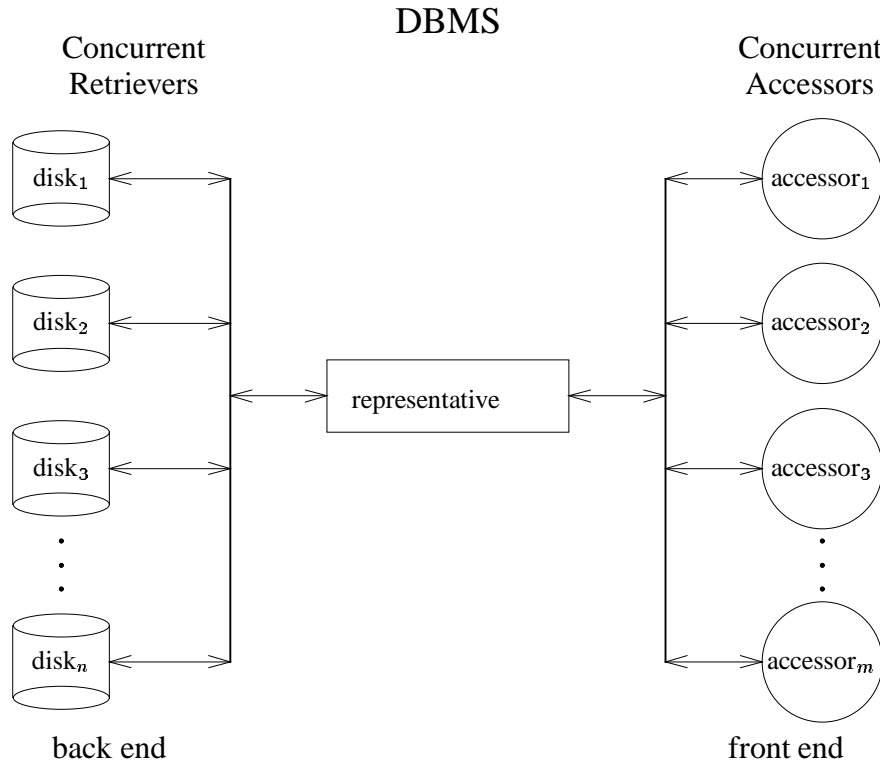 DBMS
Concurrent
Retrievers
Concurrent
Accessors
disk₁
accessor₁
disk₂
accessor₂
representative
disk₃
accessor₃
diskₙ
accessorₘ
back end
front end